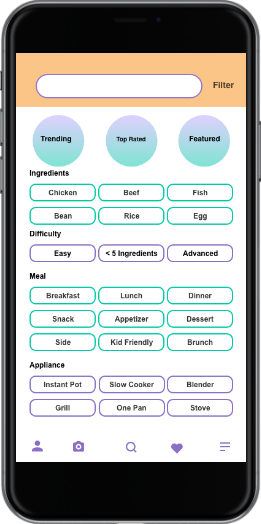 Filter
Trending Top Rated Featured
Ingredients
Chicken Beef Fish
Bean Rice Egg
Difficulty
Easy < 5 Ingredients Advanced
Meal
Breakfast Lunch Dinner
Snack Appetizer Dessert
Side Kid Friendly Brunch
Appliance
Instant Pot Slow Cooker Blender
Grill One Pan Stove